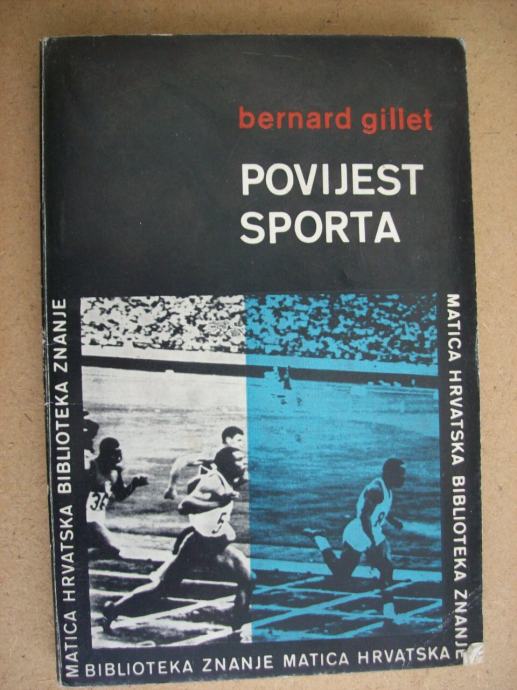 bernard gillet
POVIJEST
SPORTA
MATICA HRVATSKA BIBLIOTEKA ZNANJE
MATICA HRVATSKA BIBLIOTEKA ZNANJE
BIBLIOTEKA ZNANJE MATICA HRVATSKA